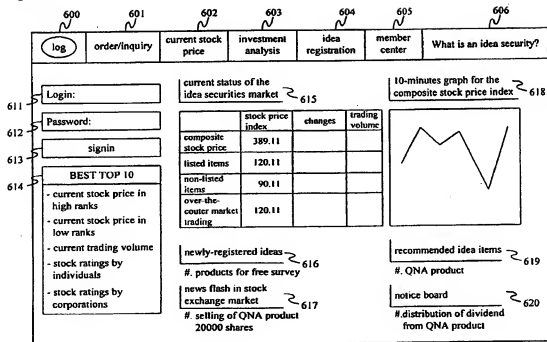 600 601 602 603 604 605 606
log order/inquiry current stock price investment analysis idea registration member center What is an idea security?
611 Login:
612 Password:
613 signin
614 BEST TOP 10
- current stock price in
high ranks
- current stock price in
low ranks
- current trading volume
- stock ratings by
individuals
- stock ratings by
corporations
current status of the
idea securities market 615
stock price index changes trading volume
composite stock price 389.11
listed items 120.11
non-listed items 90.11
over-the-couter market trading 120.11
newly-registered ideas 616
#. products for free survey
news flash in stock
exchange market 617
#. selling of QNA product
20000 shares
10-minutes graph for the
composite stock price index 618
recommended idea items 619
#. QNA product
notice board 620
#.distribution of dividend
from QNA product